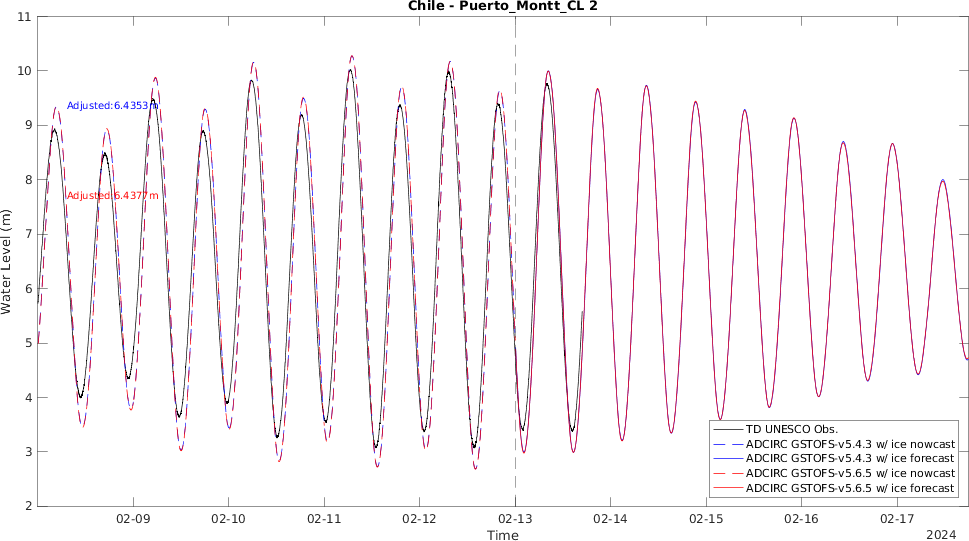 Chile - Puerto_Montt_CL 2
11
10
9
8
7
6
5
4
3
2
Water Level (m)
Adjusted:6.4353m
Adjusted:6.4377m
TD UNESCO Obs.
ADCIRC GSTOFS-v5.4.3 w/ ice nowcast
ADCIRC GSTOFS-v5.4.3 w/ ice forecast
ADCIRC GSTOFS-v5.6.5 w/ ice nowcast
ADCIRC GSTOFS-v5.6.5 w/ ice forecast
02-09 02-10 02-11 02-12 02-13 02-14 02-15 02-16 02-17
Time
2024